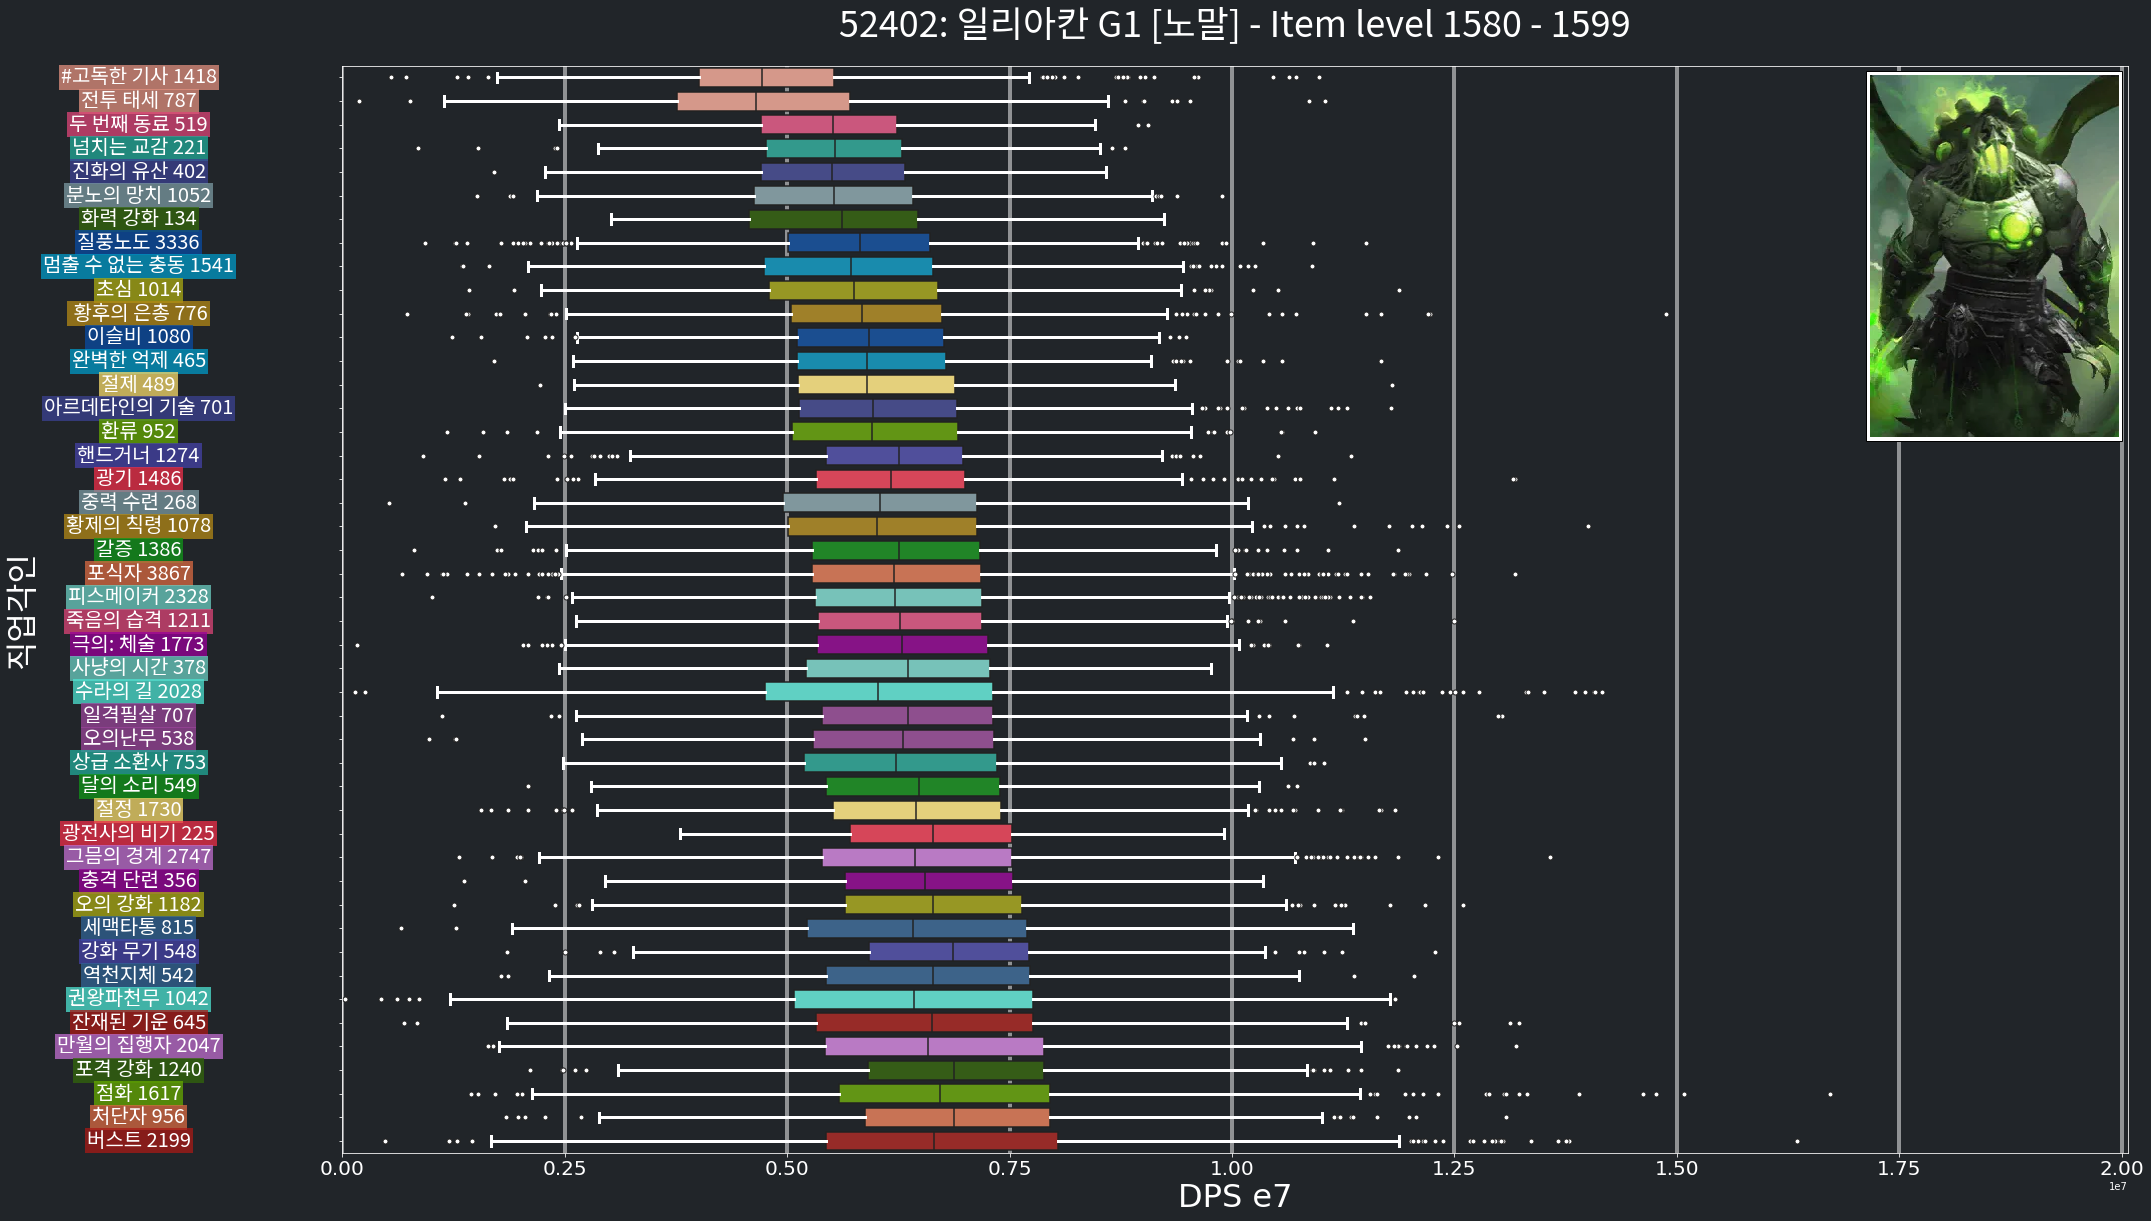 52402: 일리아칸 G1 [노말] - Item level 1580 - 1599
#고독한 기사 1418
전투 태세 787
두 번째 동료 519
넘치는 교감 221
진화의 유산 402
분노의 망치 1052
화력 강화 134
질풍노도 3336
멈출 수 없는 충동 1541
초심 1014
황후의 은총 776
이슬비 1080
완벽한 억제 465
절제 489
아르데타인의 기술 701
환류 952
핸드거너 1274
광기 1486
중력 수련 268
황제의 칙령 1078
갈증 1386
포식자 3867
피스메이커 2328
죽음의 습격 1211
극의: 체술 1773
사냥의 시간 378
수라의 길 2028
일격필살 707
오의난무 538
상급 소환사 753
달의 소리 549
절정 1730
광전사의 비기 225
그믐의 경계 2747
충격 단련 356
오의 강화 1182
세맥타통 815
강화 무기 548
역천지체 542
권왕파천무 1042
잔재된 기운 645
만월의 집행자 2047
포격 강화 1240
점화 1617
처단자 956
버스트 2199
직업각인
0.00 0.25 0.50 0.75 1.00 1.25 1.50 1.75 2.00
1e7
DPS e7